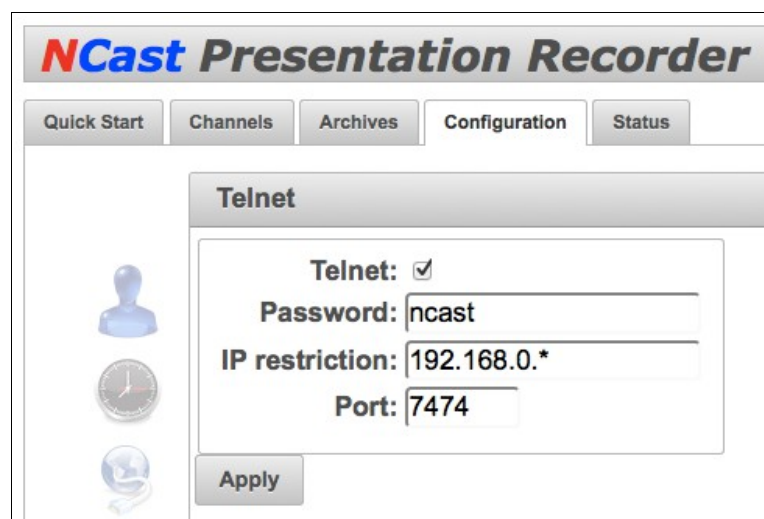 NCast Presentation Recorder
Quick Start Channels Archives Configuration Status
Telnet
Telnet:
Password: ncast
IP restriction: 192.168.0.*
Port: 7474
Apply